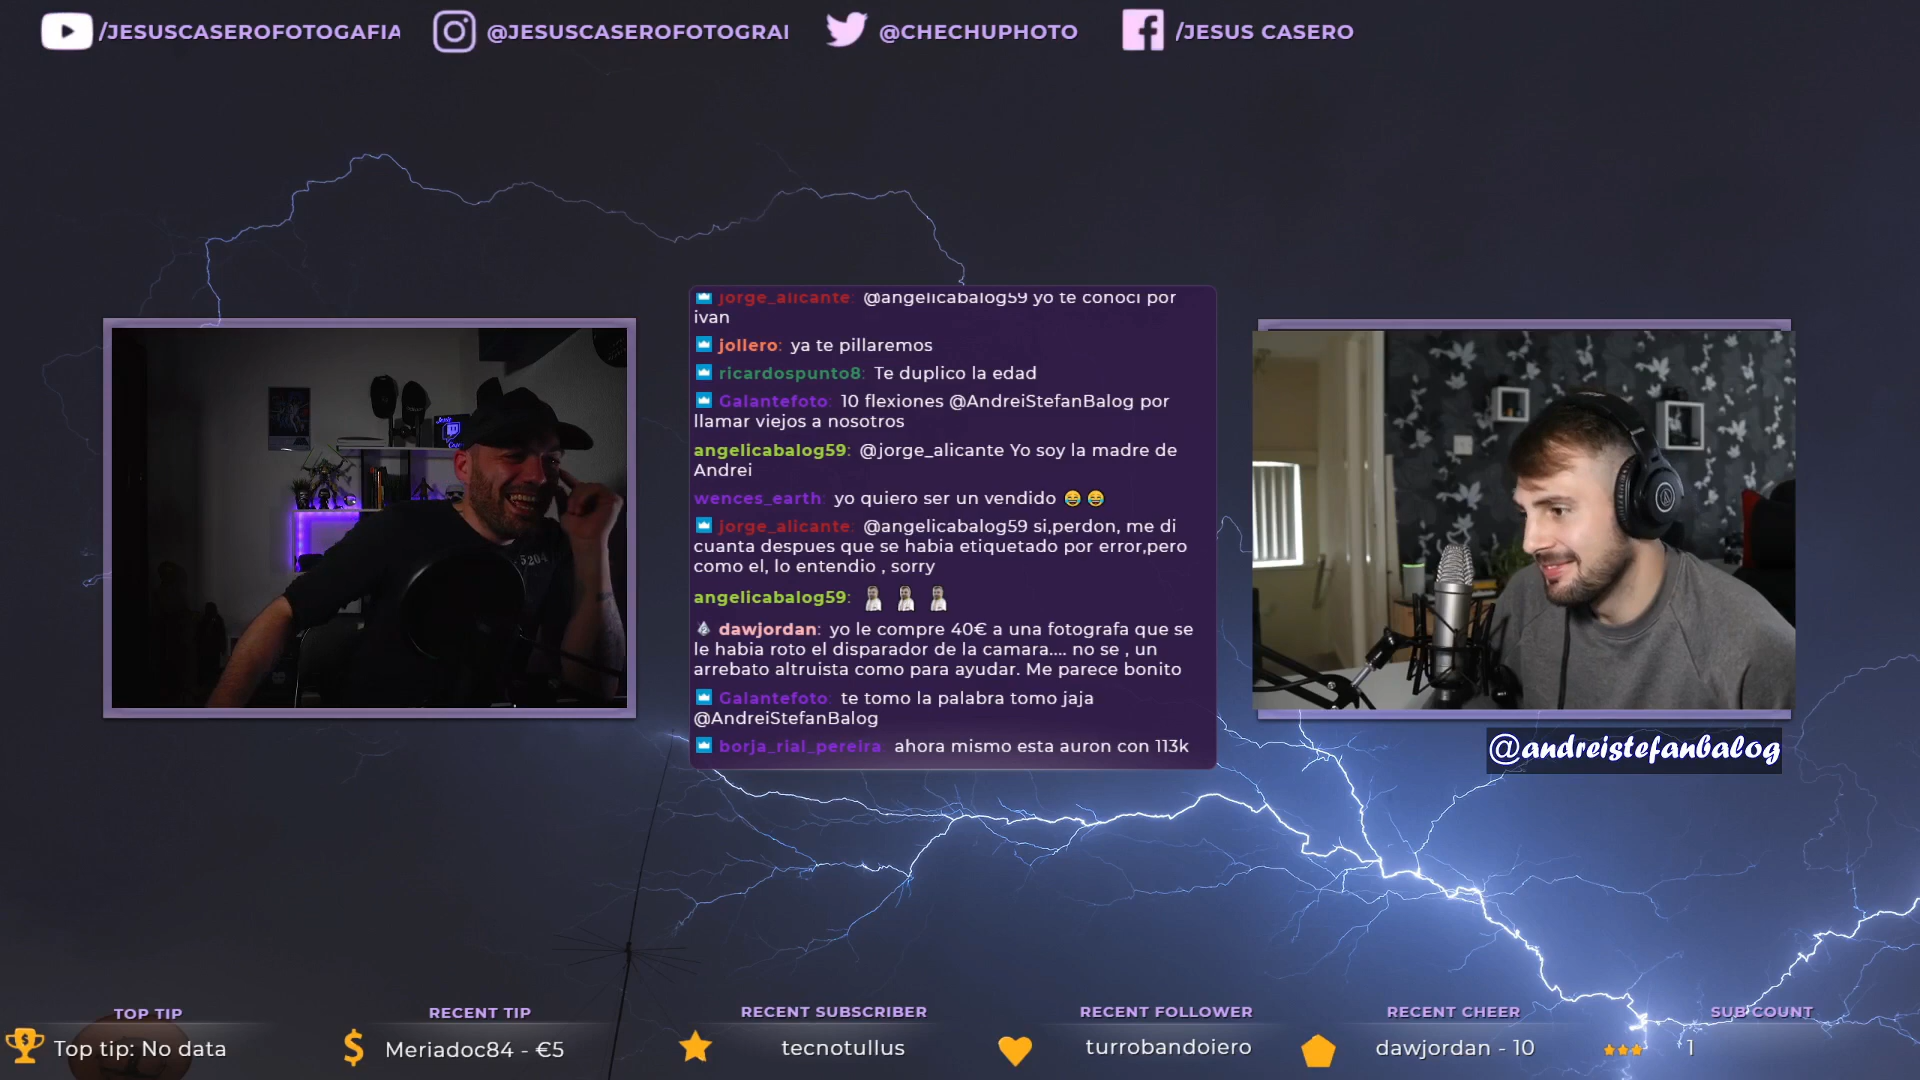 /JESUSCASEROFOTOGAFIA
@JESUSCASEROFOTOGRAI
@CHECHUPHOTO
/JESUS CASERO
jorge_alicante: @angelicabalog59 yo te conoci por
ivan
jollero: ya te pillaremos
ricardospunto8: Te duplico la edad
Galantefoto: 10 flexiones @AndreiStefanBalog por
llamar viejos a nosotros
angelicabalog59: @jorge_alicante Yo soy la madre de
Andrei
wences_earth: yo quiero ser un vendido 😂 😂
jorge_alicante: @angelicabalog59 si,perdon, me di
cuanta despues que se habia etiquetado por error,pero
como el, lo entendio , sorry
angelicabalog59:
dawjordan: yo le compre 40€ a una fotografa que se
le habia roto el disparador de la camara.... no se , un
arrebato altruista como para ayudar. Me parece bonito
Galantefoto: te tomo la palabra tomo jaja
@AndreiStefanBalog
borja_rial_pereira: ahora mismo esta auron con 113k
@andreistefanbalog
TOP TIP
Top tip: No data
RECENT TIP
Meriadoc84 - €5
RECENT SUBSCRIBER
tecnotullus
RECENT FOLLOWER
turrobandoiero
RECENT CHEER
dawjordan - 10
SUB COUNT
1